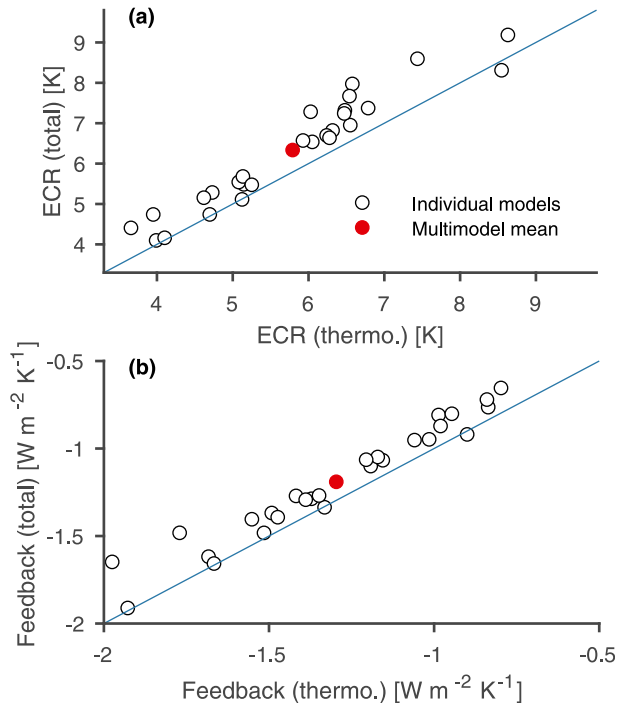 (a)
9
8
7
6
5
4
ECR (total) [K]
Individual models
Multimodel mean
4 5 6 7 8 9
ECR (thermo.) [K]
(b)
-0.5
-1
-1.5
-2
Feedback (total) [W m⁻² K⁻¹]
-2 -1.5 -1 -0.5
Feedback (thermo.) [W m⁻² K⁻¹]